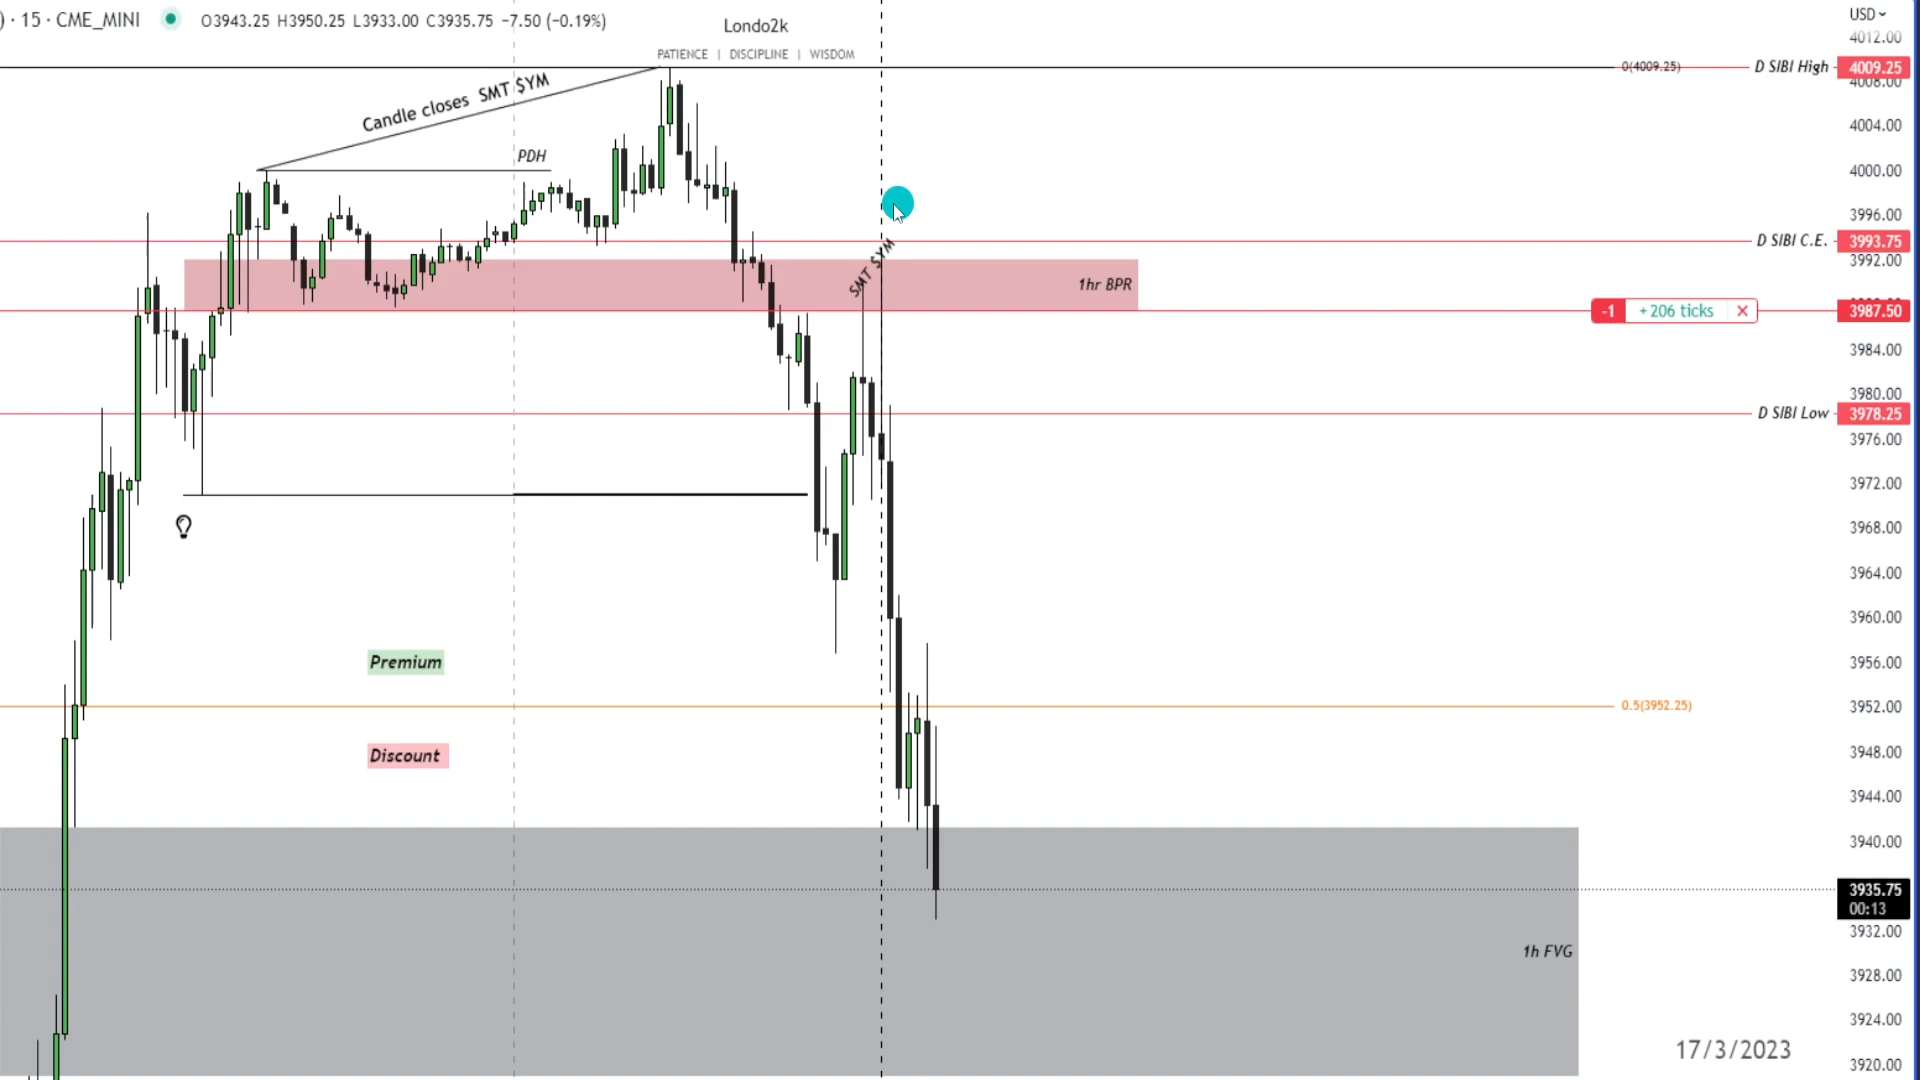 ) · 15 · CME_MINI O3943.25 H3950.25 L3933.00 C3935.75 −7.50 (−0.19%)
Londo2k
PATIENCE | DISCIPLINE | WISDOM
USD
4012.00
0(4009.25)
D SIBI High
4009.25
4008.00
Candle closes SMT $YM
4004.00
PDH
4000.00
3996.00
D SIBI C.E.
3993.75
3992.00
SMT $YM
1hr BPR
-1 +206 ticks ×
3987.50
3984.00
3980.00
D SIBI Low
3978.25
3976.00
3972.00
3968.00
3964.00
3960.00
Premium
3956.00
0.5(3952.25)
3952.00
Discount
3948.00
3944.00
3940.00
3935.75
00:13
3932.00
1h FVG
3928.00
3924.00
17/3/2023
3920.00